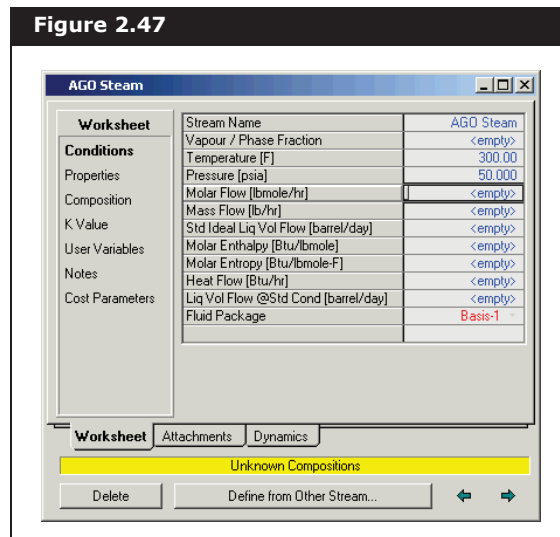 Figure 2.47
AGO Steam
Worksheet
Conditions
Properties
Composition
K Value
User Variables
Notes
Cost Parameters
Stream Name AGO Steam
Vapour / Phase Fraction <empty>
Temperature [F] 300.00
Pressure [psia] 50.000
Molar Flow [lbmole/hr] <empty>
Mass Flow [lb/hr] <empty>
Std Ideal Liq Vol Flow [barrel/day] <empty>
Molar Enthalpy [Btu/lbmole] <empty>
Molar Entropy [Btu/lbmole-F] <empty>
Heat Flow [Btu/hr] <empty>
Liq Vol Flow @Std Cond [barrel/day] <empty>
Fluid Package Basis-1
Worksheet Attachments Dynamics
Unknown Compositions
Delete Define from Other Stream...